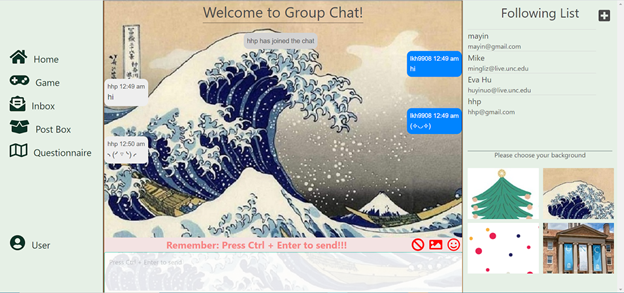 Welcome to Group Chat!
hhp has joined the chat
lkh9908 12:49 am
hi
hhp 12:49 am
hi
lkh9908 12:49 am
(✧◡✧)
hhp 12:50 am
Remember: Press Ctrl + Enter to send!!!
press Ctrl + Enter to send
Home
Game
Inbox
Post Box
Questionnaire
User
Following List
mayin
mayin@gmail.com
Mike
mingliz@live.unc.edu
Eva Hu
huyinuo@live.unc.edu
hhp
hhp@gmail.com
Please choose your background